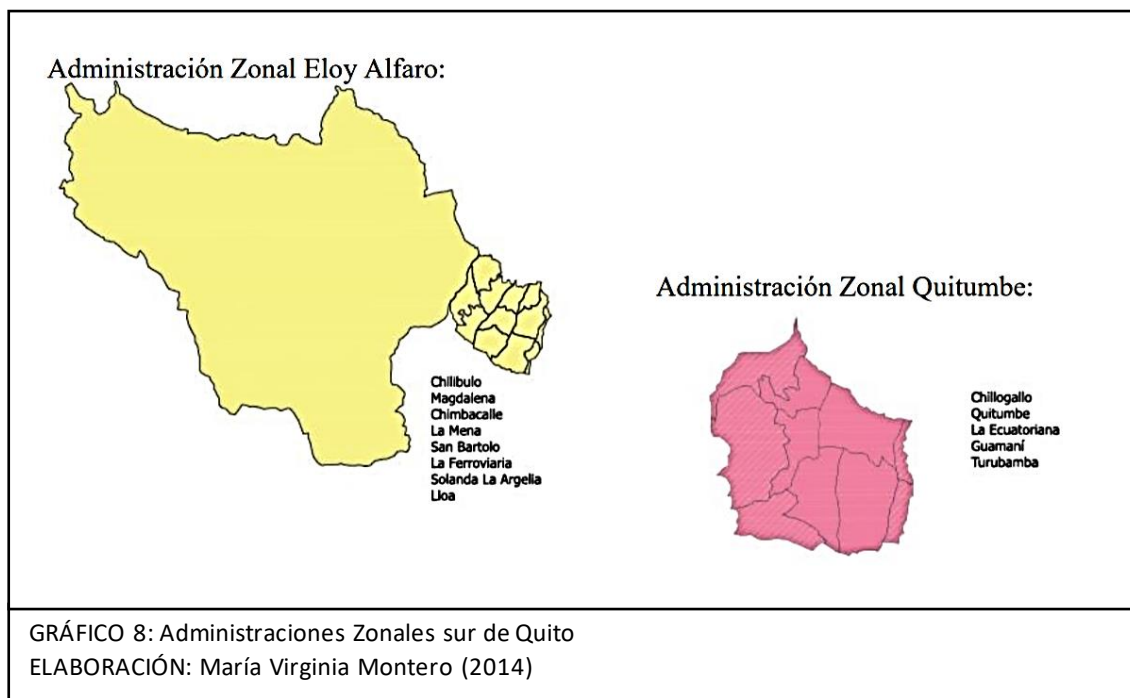 Administración Zonal Eloy Alfaro:
Chilibulo
Magdalena
Chimbacalle
La Mena
San Bartolo
La Ferroviaria
Solanda La Argelia
Lloa
Administración Zonal Quitumbe:
Chillogallo
Quitumbe
La Ecuatoriana
Guamaní
Turubamba
GRÁFICO 8: Administraciones Zonales sur de Quito
ELABORACIÓN: María Virginia Montero (2014)